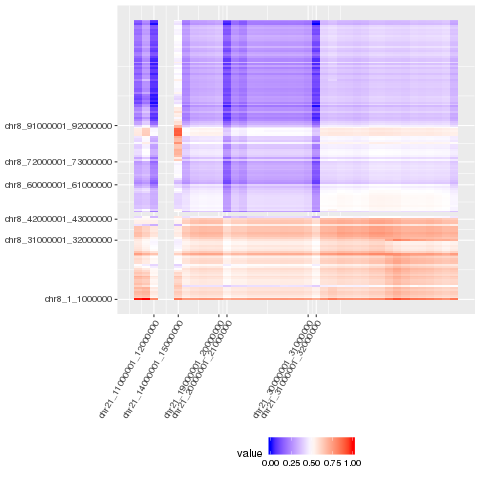 chr8_91000001_92000000
chr8_72000001_73000000
chr8_60000001_61000000
chr8_42000001_43000000
chr8_31000001_32000000
chr8_1_1000000
chr21_11000001_12000000
chr21_14000001_15000000
chr21_19000001_20000000
chr21_20000001_21000000
chr21_30000001_31000000
chr21_31000001_32000000
value
0.00 0.25 0.50 0.75 1.00